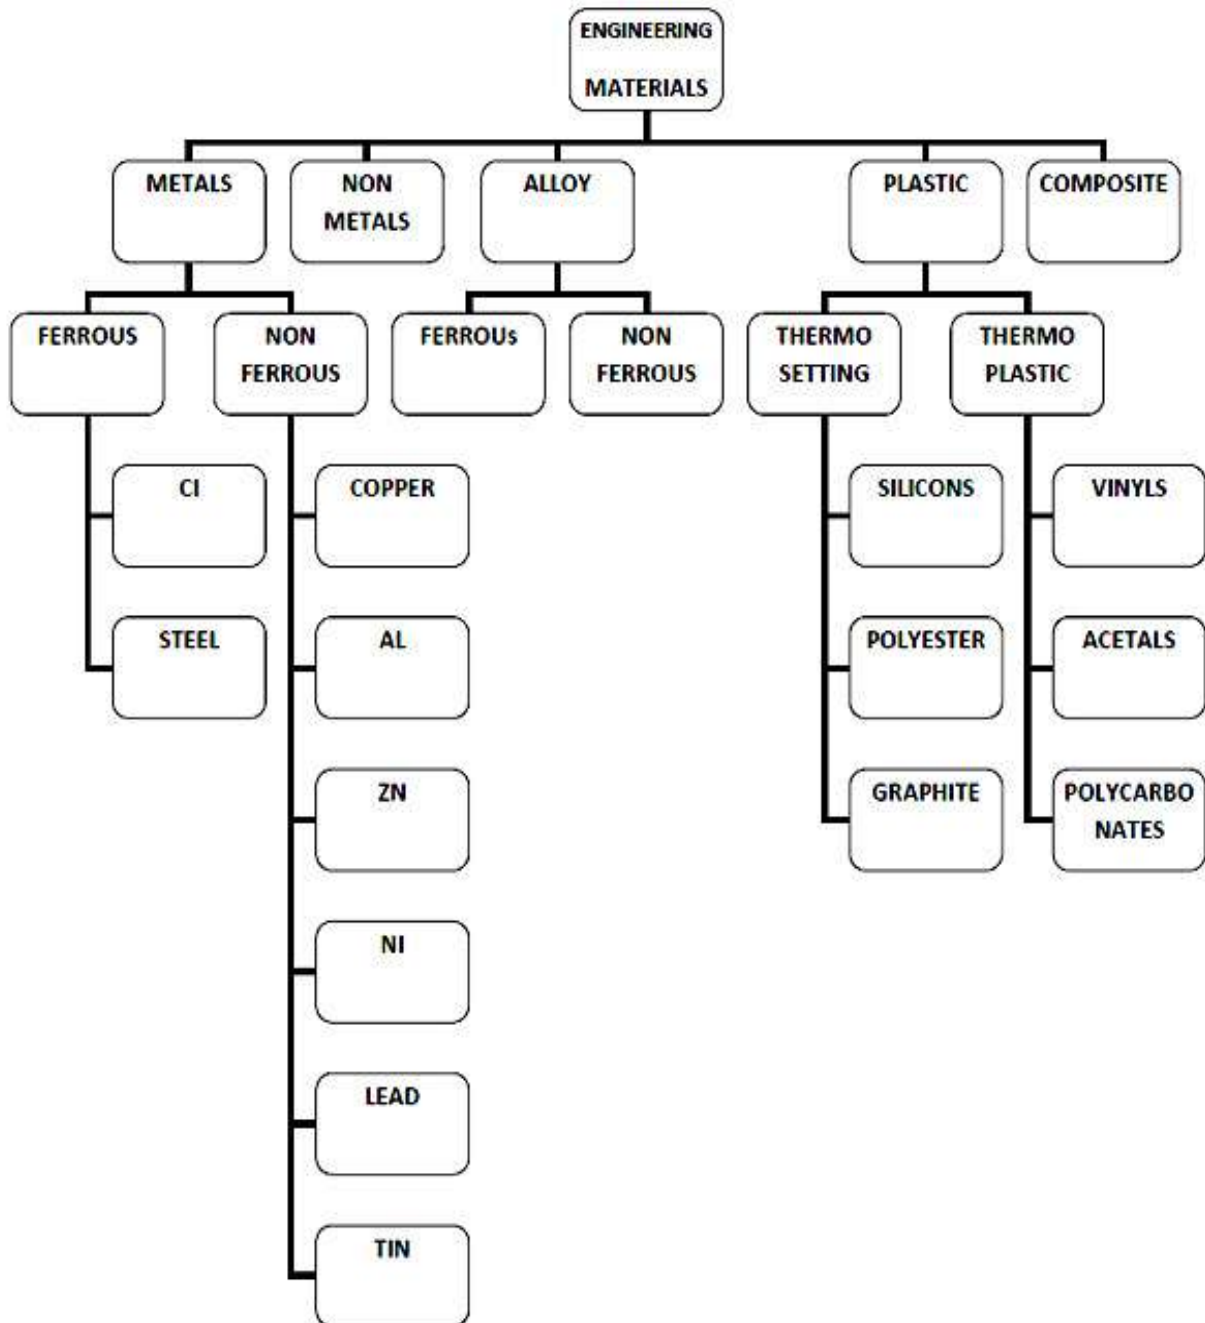 ENGINEERING
MATERIALS
METALS
NON
METALS
ALLOY
PLASTIC
COMPOSITE
FERROUS
NON
FERROUS
FERROUs
NON
FERROUS
THERMO
SETTING
THERMO
PLASTIC
CI
COPPER
SILICONS
VINYLS
STEEL
AL
POLYESTER
ACETALS
ZN
GRAPHITE
POLYCARBO
NATES
NI
LEAD
TIN